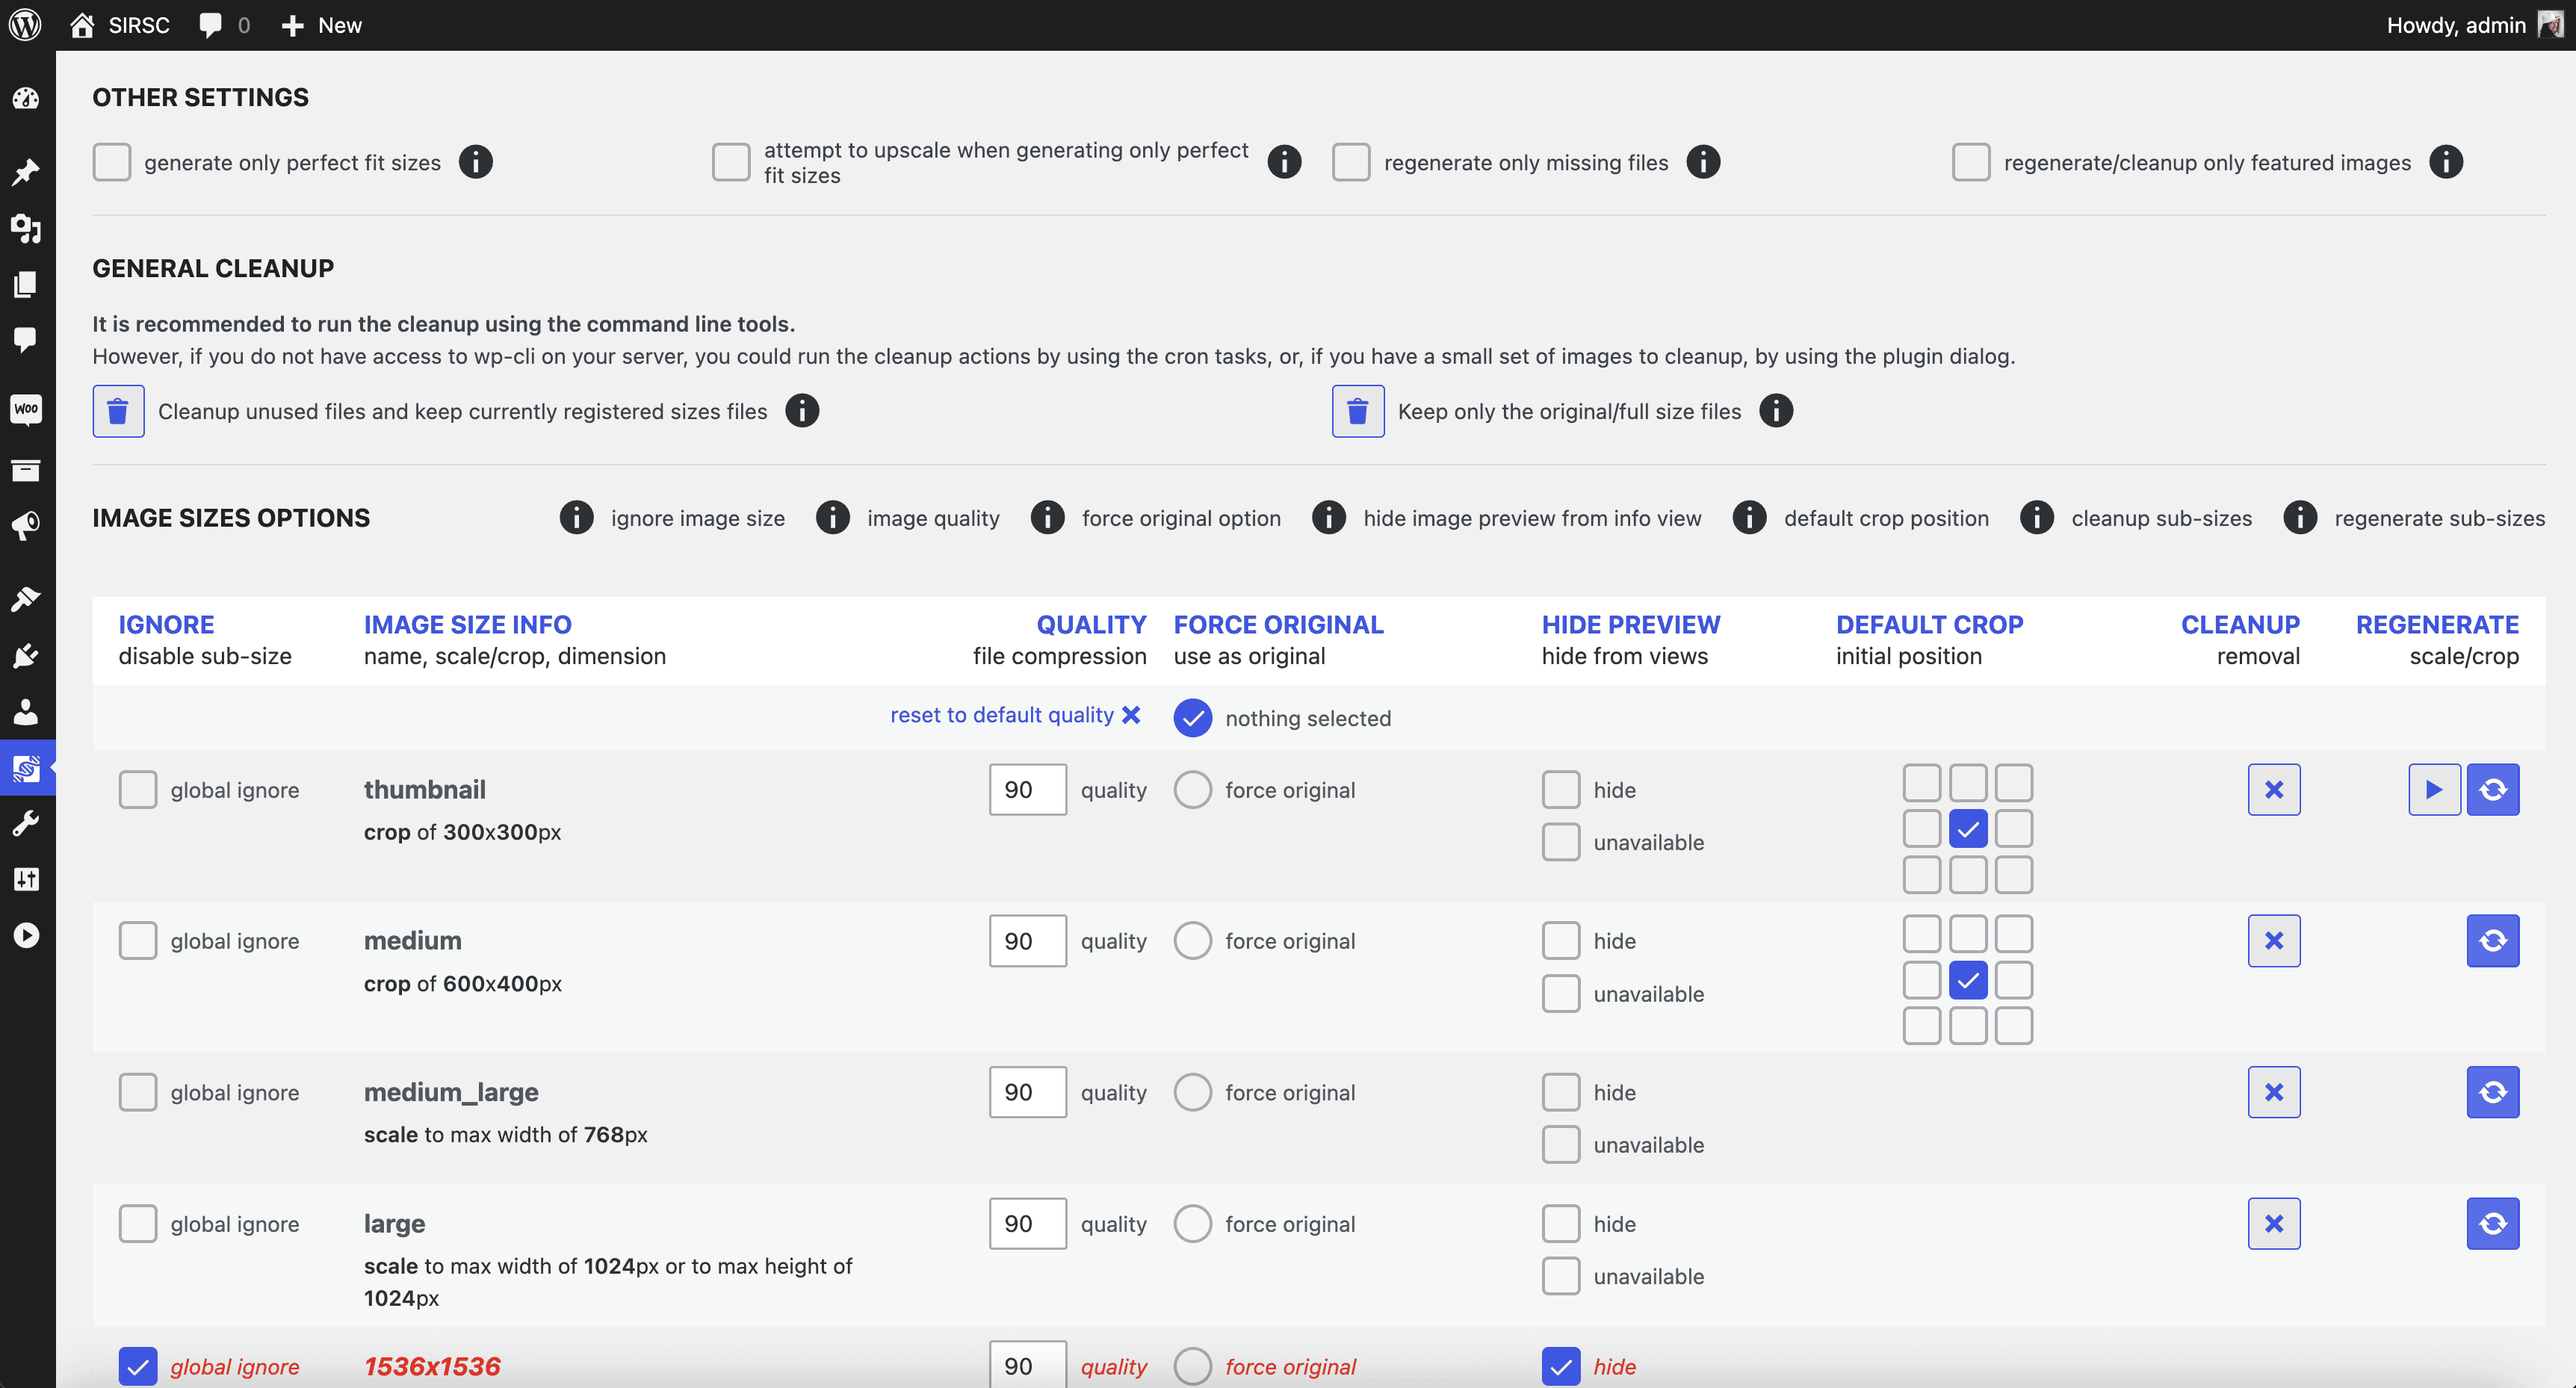 SIRSC 0 New Howdy, admin
OTHER SETTINGS
generate only perfect fit sizes
attempt to upscale when generating only perfect
fit sizes
regenerate only missing files
regenerate/cleanup only featured images
GENERAL CLEANUP
It is recommended to run the cleanup using the command line tools.
However, if you do not have access to wp-cli on your server, you could run the cleanup actions by using the cron tasks, or, if you have a small set of images to cleanup, by using the plugin dialog.
Cleanup unused files and keep currently registered sizes files
Keep only the original/full size files
Woo
IMAGE SIZES OPTIONS
ignore image size
image quality
force original option
hide image preview from info view
default crop position
cleanup sub-sizes
regenerate sub-sizes
IGNORE
disable sub-size
IMAGE SIZE INFO
name, scale/crop, dimension
QUALITY
file compression
FORCE ORIGINAL
use as original
HIDE PREVIEW
hide from views
DEFAULT CROP
initial position
CLEANUP
removal
REGENERATE
scale/crop
reset to default quality
nothing selected
global ignore
thumbnail
crop of 300x300px
90 quality
force original
hide
unavailable
global ignore
medium
crop of 600x400px
90 quality
force original
hide
unavailable
global ignore
medium_large
scale to max width of 768px
90 quality
force original
hide
unavailable
global ignore
large
scale to max width of 1024px or to max height of
1024px
90 quality
force original
hide
unavailable
global ignore
1536x1536
90 quality
force original
hide